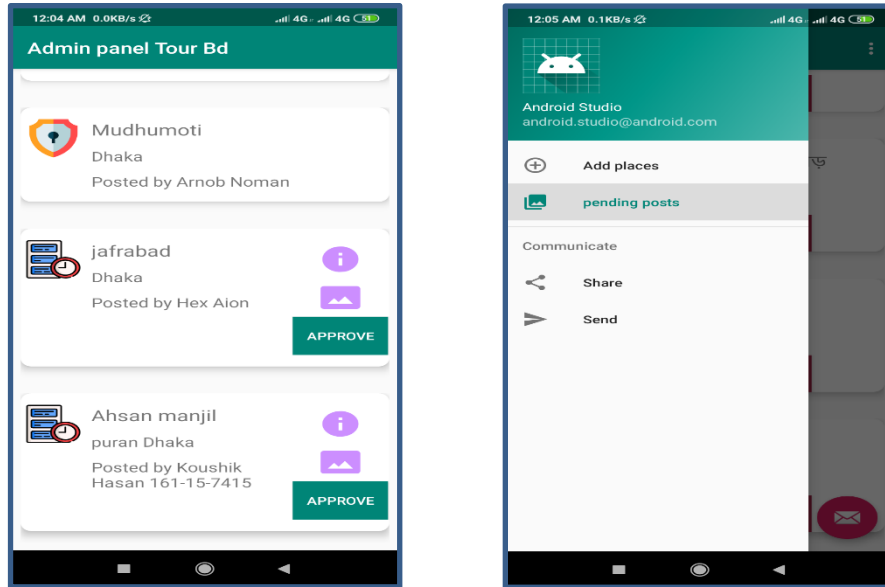 12:04 AM 0.0KB/s 4G 4G 51
Admin panel Tour Bd
Mudhumoti
Dhaka
Posted by Arnob Noman
jafrabad
Dhaka
Posted by Hex Aion
APPROVE
Ahsan manjil
puran Dhaka
Posted by Koushik
Hasan 161-15-7415
APPROVE
12:05 AM 0.1KB/s 4G 4G 51
Android Studio
android.studio@android.com
Add places
pending posts
Communicate
Share
Send